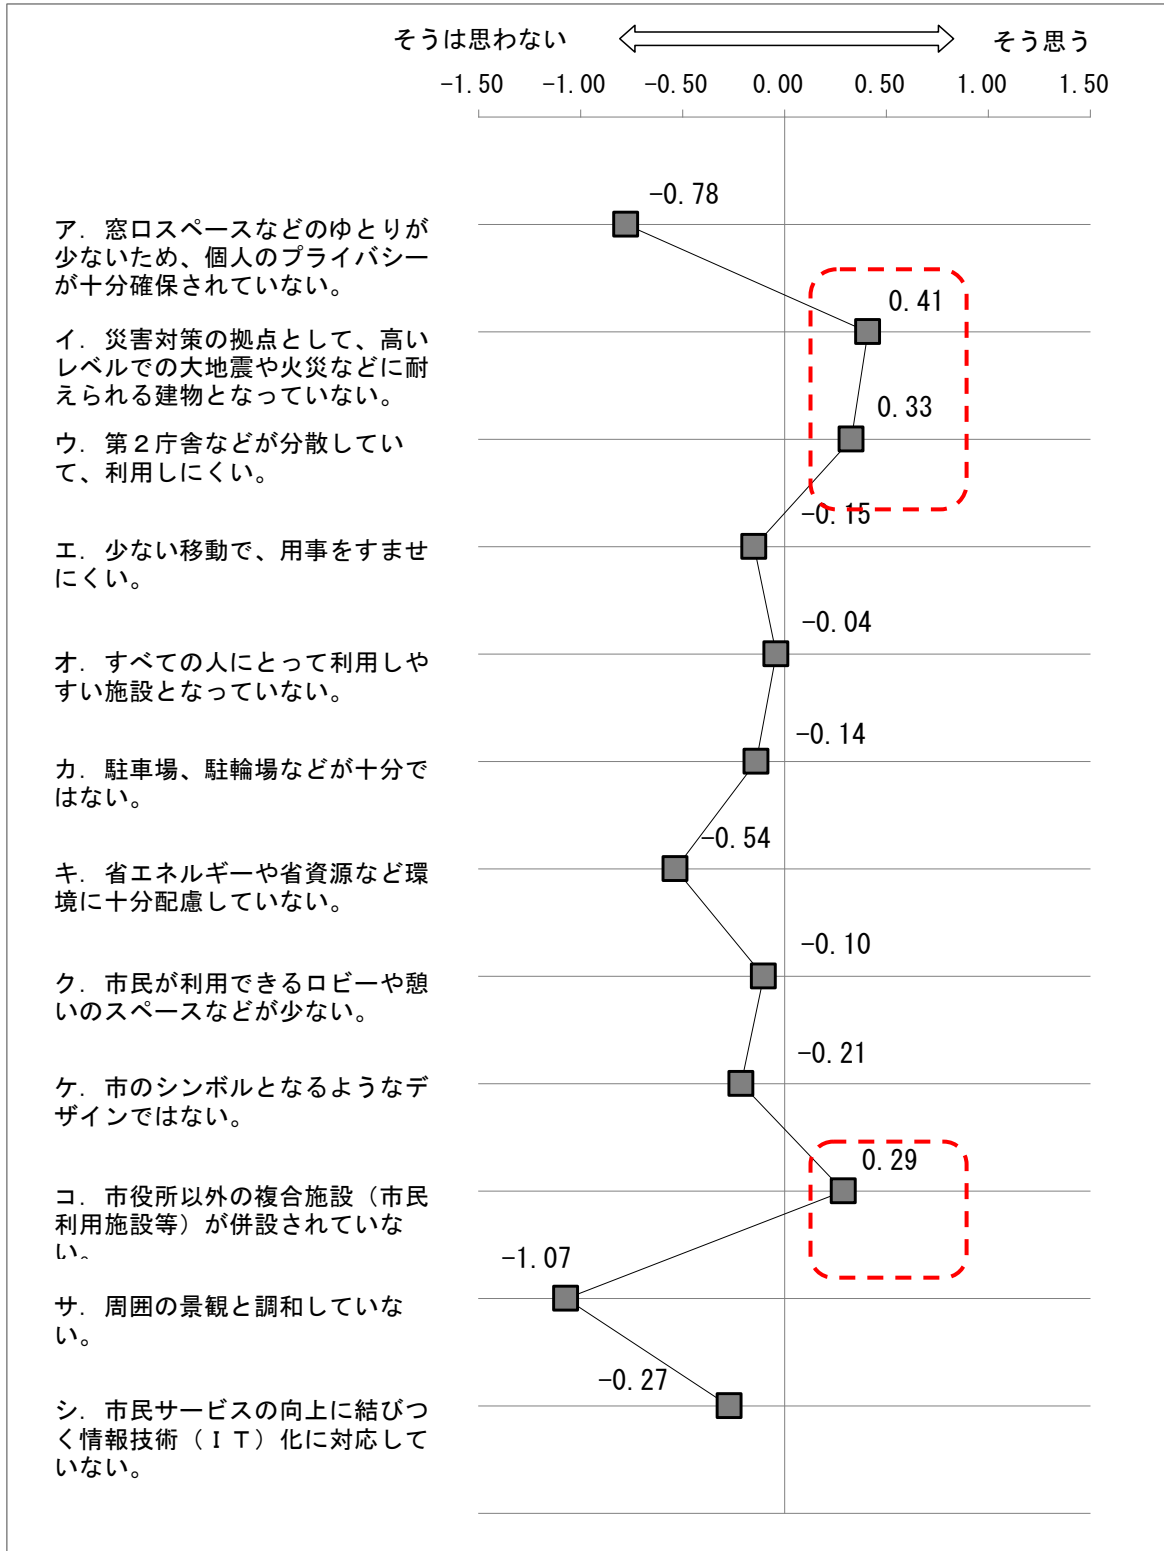 そうは思わない　そう思う
-1.50 -1.00 -0.50 0.00 0.50 1.00 1.50
-0.78
ア．窓口スペースなどのゆとりが
少ないため、個人のプライバシー
が十分確保されていない。
0.41
イ．災害対策の拠点として、高い
レベルでの大地震や火災などに耐
えられる建物となっていない。
0.33
ウ．第２庁舎などが分散してい
て、利用しにくい。
-0.15
エ．少ない移動で、用事をすませ
にくい。
-0.04
オ．すべての人にとって利用しや
すい施設となっていない。
-0.14
カ．駐車場、駐輪場などが十分で
はない。
-0.54
キ．省エネルギーや省資源など環
境に十分配慮していない。
-0.10
ク．市民が利用できるロビーや憩
いのスペースなどが少ない。
-0.21
ケ．市のシンボルとなるようなデ
ザインではない。
0.29
コ．市役所以外の複合施設（市民
利用施設等）が併設されていな
い。
-1.07
サ．周囲の景観と調和していな
い。
-0.27
シ．市民サービスの向上に結びつ
く情報技術（ＩＴ）化に対応して
いない。